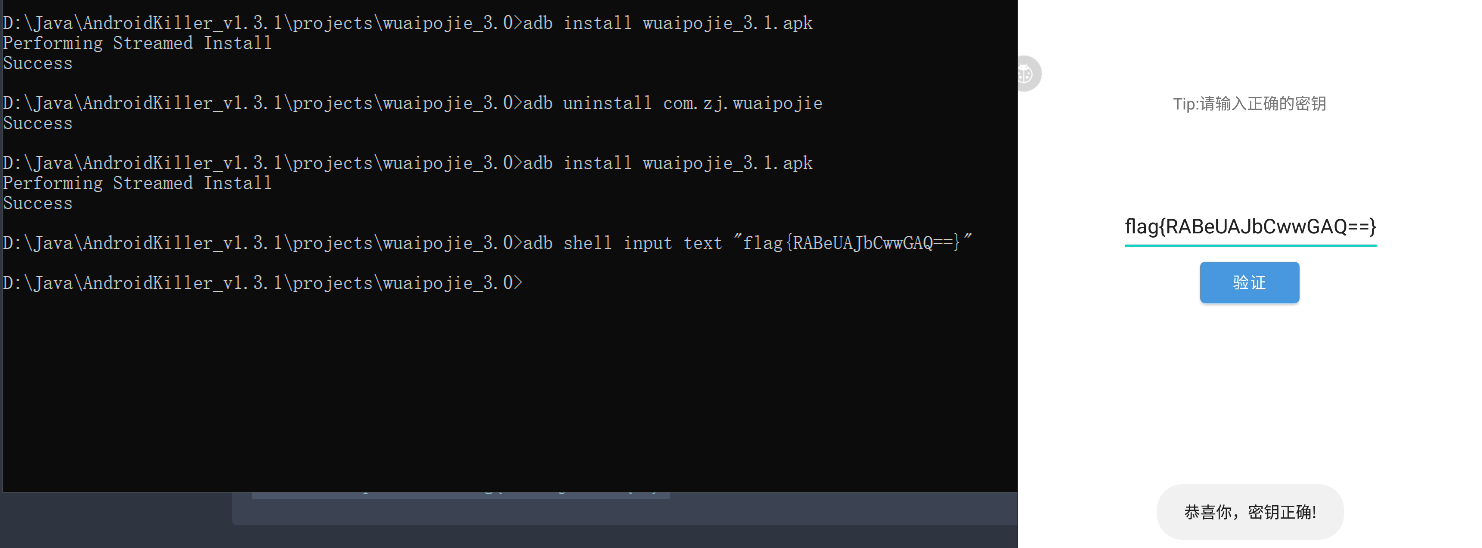 D:\Java\AndroidKiller_v1.3.1\projects\wuaipojie_3.0>adb install wuaipojie_3.1.apk
Performing Streamed Install
Success
D:\Java\AndroidKiller_v1.3.1\projects\wuaipojie_3.0>adb uninstall com.zj.wuaipojie
Success
D:\Java\AndroidKiller_v1.3.1\projects\wuaipojie_3.0>adb install wuaipojie_3.1.apk
Performing Streamed Install
Success
D:\Java\AndroidKiller_v1.3.1\projects\wuaipojie_3.0>adb shell input text "flag{RABeUAJbCwwGAQ==}"
D:\Java\AndroidKiller_v1.3.1\projects\wuaipojie_3.0>
Tip:请输入正确的密钥
flag{RABeUAJbCwwGAQ==}
验证
恭喜你，密钥正确!